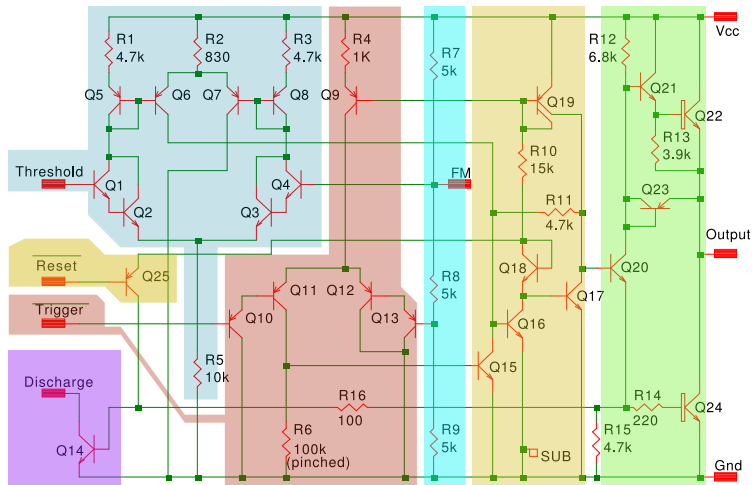 R1
4.7k
R2
830
R3
4.7k
R4
1K
R7
5k
R12
6.8k
Vcc
Q5
Q6
Q7
Q8
Q9
Q19
Q21
Q22
R10
15k
R13
3.9k
Threshold
Q1
Q2
Q3
Q4
FM
R11
4.7k
Q23
Output
Reset
Q25
Q18
Q20
Trigger
Q10
Q11
Q12
Q13
R8
5k
Q16
Q17
R5
10k
Q15
Discharge
Q14
R16
100
R14
220
Q24
R6
100k
(pinched)
R9
5k
SUB
R15
4.7k
Gnd